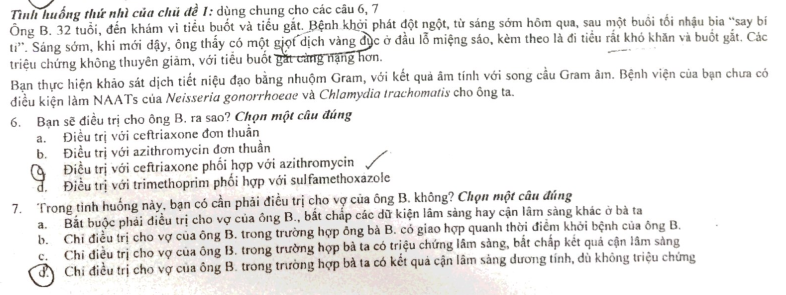 Tình huống thứ nhì của chủ đề 1: dùng chung cho các câu 6, 7
Ông B. 32 tuổi, đến khám vì tiểu buốt và tiểu gắt. Bệnh khởi phát đột ngột, từ sáng sớm hôm qua, sau một buổi tối nhậu bia "say bí
tỉ". Sáng sớm, khi mới dậy, ông thấy có một giọt dịch vàng đục ở đầu lỗ miệng sáo, kèm theo là đi tiểu rất khó khăn và buốt gắt. Các
triệu chứng không thuyên giảm, với tiểu buốt gắt càng nặng hơn.
Bạn thực hiện khảo sát dịch tiết niệu đạo bằng nhuộm Gram, với kết quả âm tính với song cầu Gram âm. Bệnh viện của bạn chưa có
điều kiện làm NAATs của Neisseria gonorrhoeae và Chlamydia trachomatis cho ông ta.
6. Bạn sẽ điều trị cho ông B. ra sao? Chọn một câu đúng
a. Điều trị với ceftriaxone đơn thuần
b. Điều trị với azithromycin đơn thuần
c. Điều trị với ceftriaxone phối hợp với azithromycin
d. Điều trị với trimethoprim phối hợp với sulfamethoxazole
7. Trong tình huống này, bạn có cần phải điều trị cho vợ của ông B. không? Chọn một câu đúng
a. Bắt buộc phải điều trị cho vợ của ông B., bất chấp các dữ kiện lâm sàng hay cận lâm sàng khác ở bà ta
b. Chỉ điều trị cho vợ của ông B. trong trường hợp ông bà B. có giao hợp quanh thời điểm khởi bệnh của ông B.
c. Chỉ điều trị cho vợ của ông B. trong trường hợp bà ta có triệu chứng lâm sàng, bất chấp kết quả cận lâm sàng
d. Chỉ điều trị cho vợ của ông B. trong trường hợp bà ta có kết quả cận lâm sàng dương tính, dù không triệu chứng